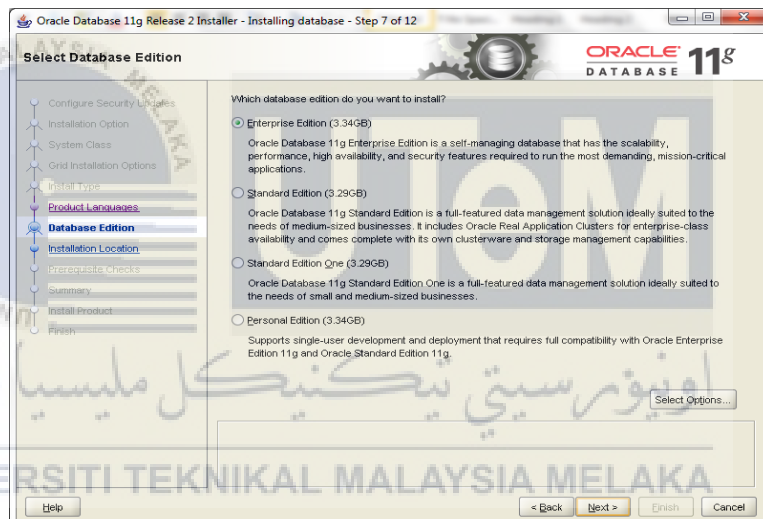 Oracle Database 11g Release 2 Installer - Installing database - Step 7 of 12
Select Database Edition
ORACLE
DATABASE 11g
Configure Security Updates
Installation Option
System Class
Grid Installation Options
Install Type
Product Languages
Database Edition
Installation Location
Prerequisite Checks
Summary
Install Product
Finish
Which database edition do you want to install?
Enterprise Edition (3.34GB)
Oracle Database 11g Enterprise Edition is a self-managing database that has the scalability,
performance, high availability, and security features required to run the most demanding, mission-critical
applications.
Standard Edition (3.29GB)
Oracle Database 11g Standard Edition is a full-featured data management solution ideally suited to the
needs of medium-sized businesses. It includes Oracle Real Application Clusters for enterprise-class
availability and comes complete with its own clusterware and storage management capabilities.
Standard Edition One (3.29GB)
Oracle Database 11g Standard Edition One is a full-featured data management solution ideally suited to
the needs of small and medium-sized businesses.
Personal Edition (3.34GB)
Supports single-user development and deployment that requires full compatibility with Oracle Enterprise
Edition 11g and Oracle Standard Edition 11g.
Select Options...
Help
< Back
Next >
Finish
Cancel
UTeM
اونيۏرسيتي تيكنيكل مليسيا
ERSITI TEKNIKAL MALAYSIA MELAKA